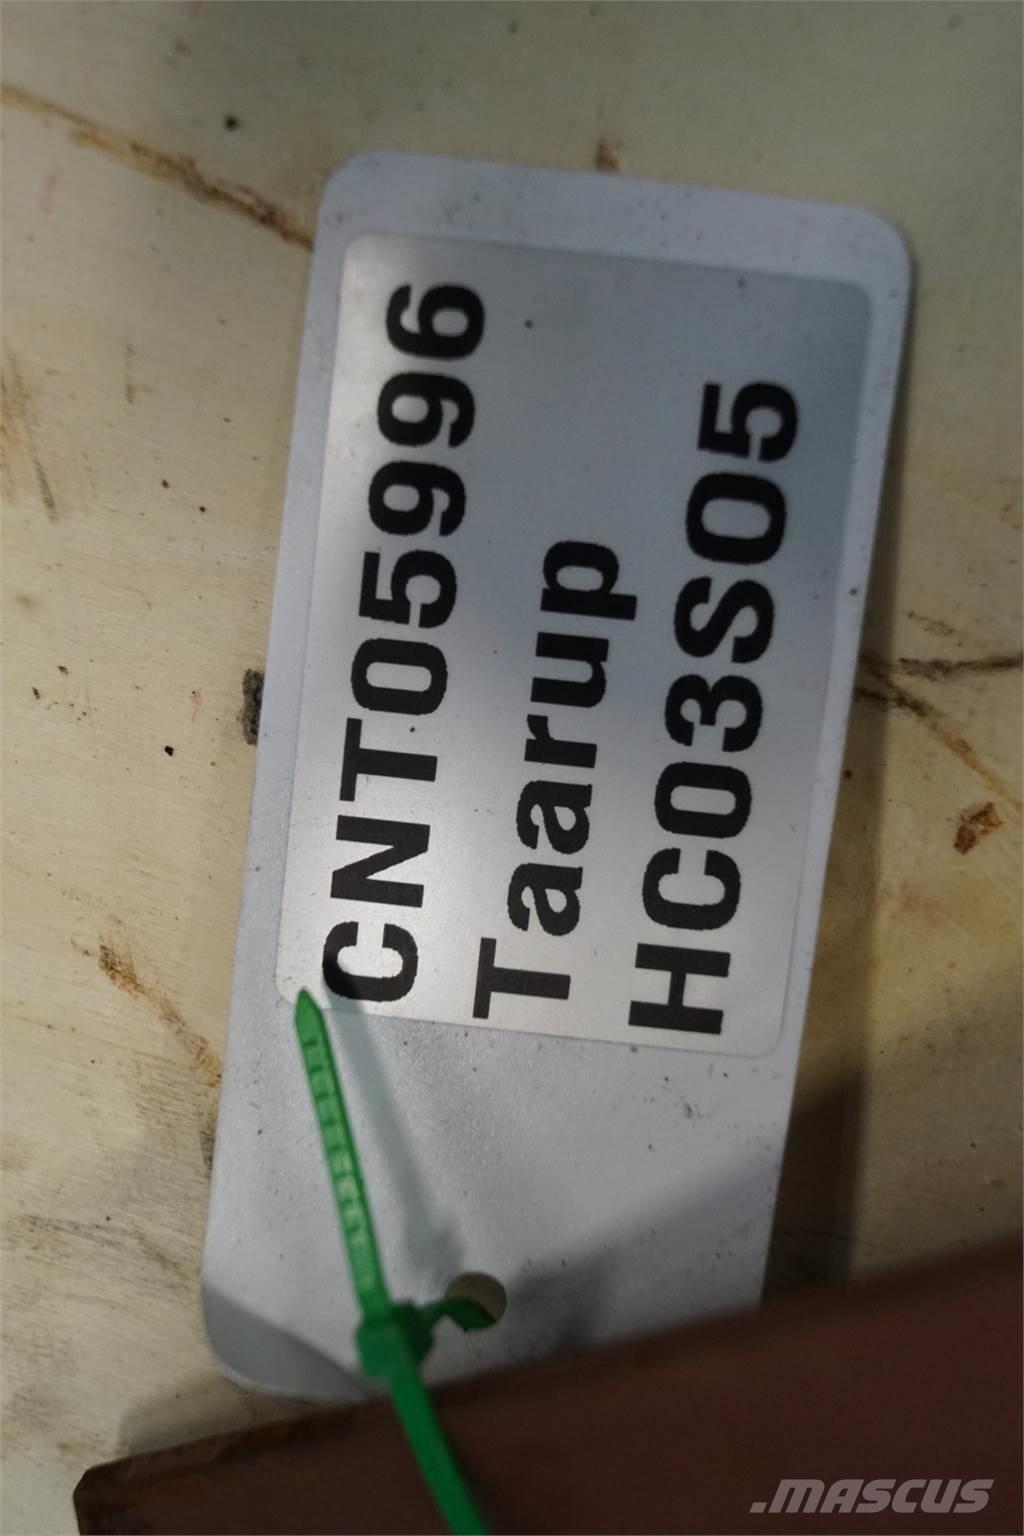 CNT05996
Taarup
HC03S05
.MASCUS